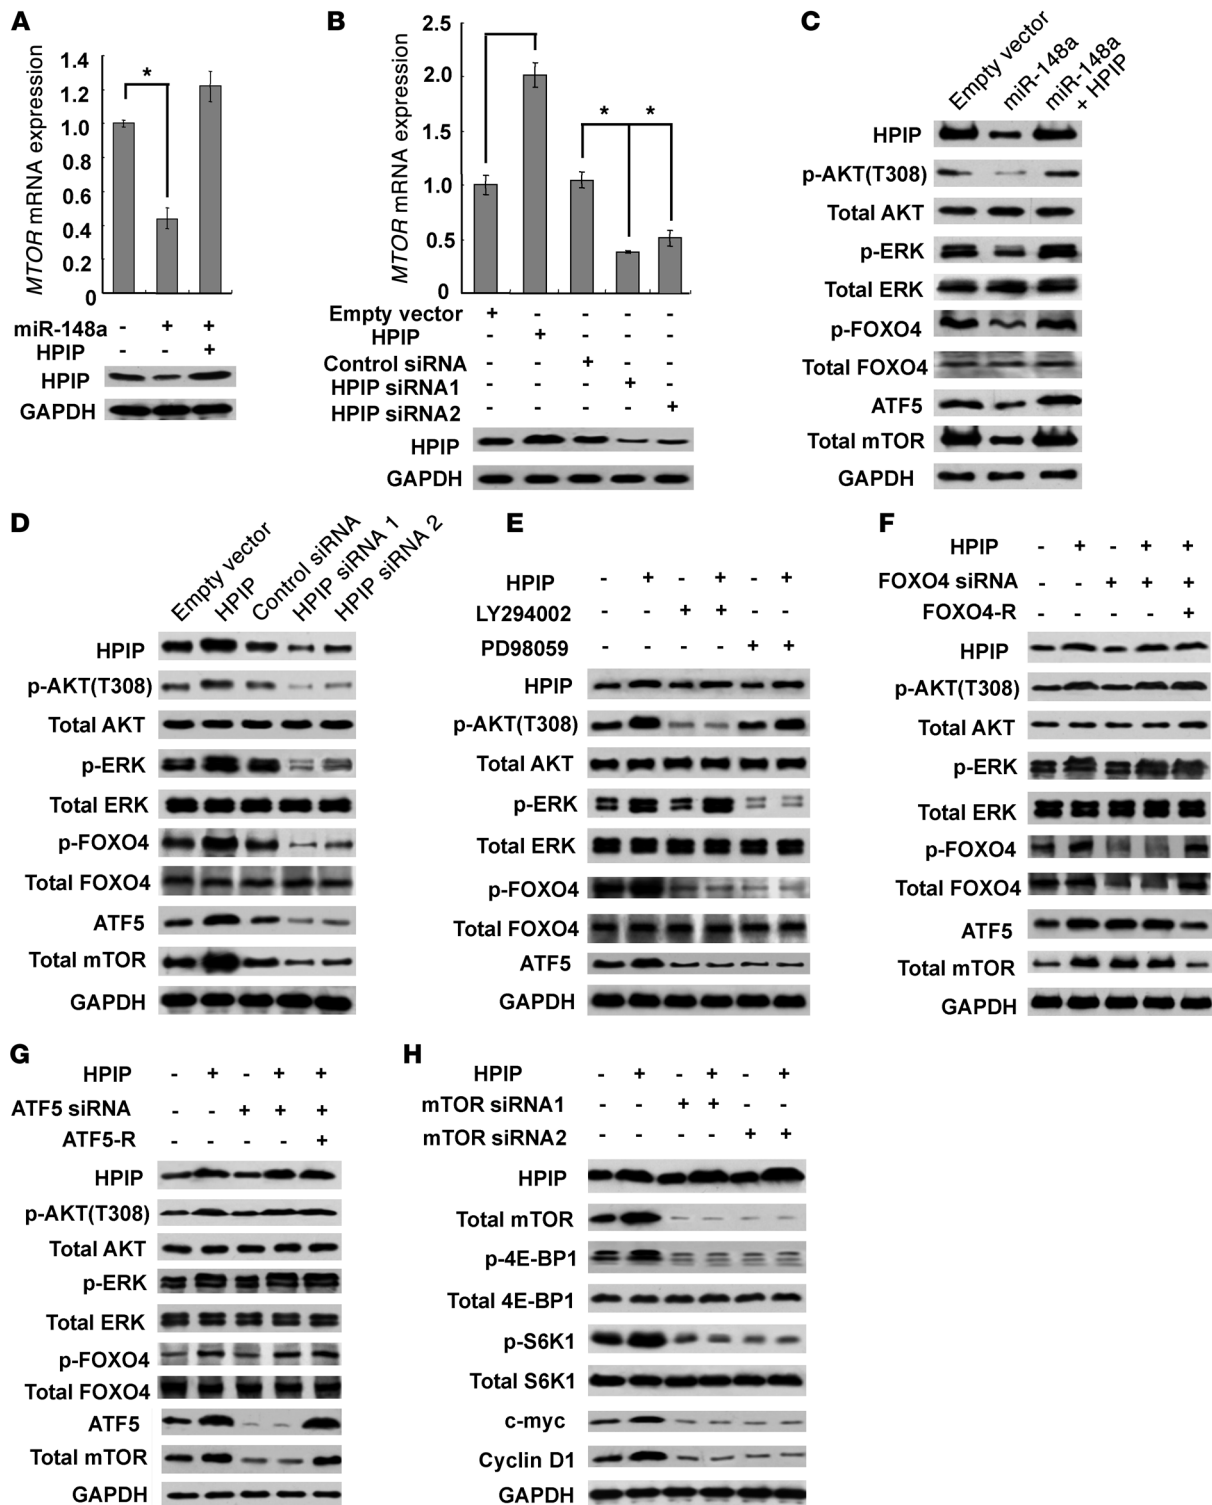 A
MTOR mRNA expression
1.4
1.2
1.0
0.8
0.6
0.4
0.2
0
*
miR-148a - + +
HPIP - - +
HPIP
GAPDH
B
MTOR mRNA expression
2.5
2.0
1.5
1.0
0.5
0
* *
Empty vector + - - - -
HPIP - + - - -
Control siRNA - - + - -
HPIP siRNA1 - - - + -
HPIP siRNA2 - - - - +
HPIP
GAPDH
C
Empty vector
miR-148a
miR-148a + HPIP
HPIP
p-AKT(T308)
Total AKT
p-ERK
Total ERK
p-FOXO4
Total FOXO4
ATF5
Total mTOR
GAPDH
D
Empty vector
HPIP
Control siRNA
HPIP siRNA 1
HPIP siRNA 2
HPIP
p-AKT(T308)
Total AKT
p-ERK
Total ERK
p-FOXO4
Total FOXO4
ATF5
Total mTOR
GAPDH
E
HPIP - + - + - +
LY294002 - - + + - -
PD98059 - - - - + +
HPIP
p-AKT(T308)
Total AKT
p-ERK
Total ERK
p-FOXO4
Total FOXO4
ATF5
GAPDH
F
HPIP - + - + +
FOXO4 siRNA - - + + +
FOXO4-R - - - - +
HPIP
p-AKT(T308)
Total AKT
p-ERK
Total ERK
p-FOXO4
Total FOXO4
ATF5
Total mTOR
GAPDH
G
HPIP - + - + +
ATF5 siRNA - - + + +
ATF5-R - - - - +
HPIP
p-AKT(T308)
Total AKT
p-ERK
Total ERK
p-FOXO4
Total FOXO4
ATF5
Total mTOR
GAPDH
H
HPIP - + - + - +
mTOR siRNA1 - - + + - -
mTOR siRNA2 - - - - + +
HPIP
Total mTOR
p-4E-BP1
Total 4E-BP1
p-S6K1
Total S6K1
c-myc
Cyclin D1
GAPDH